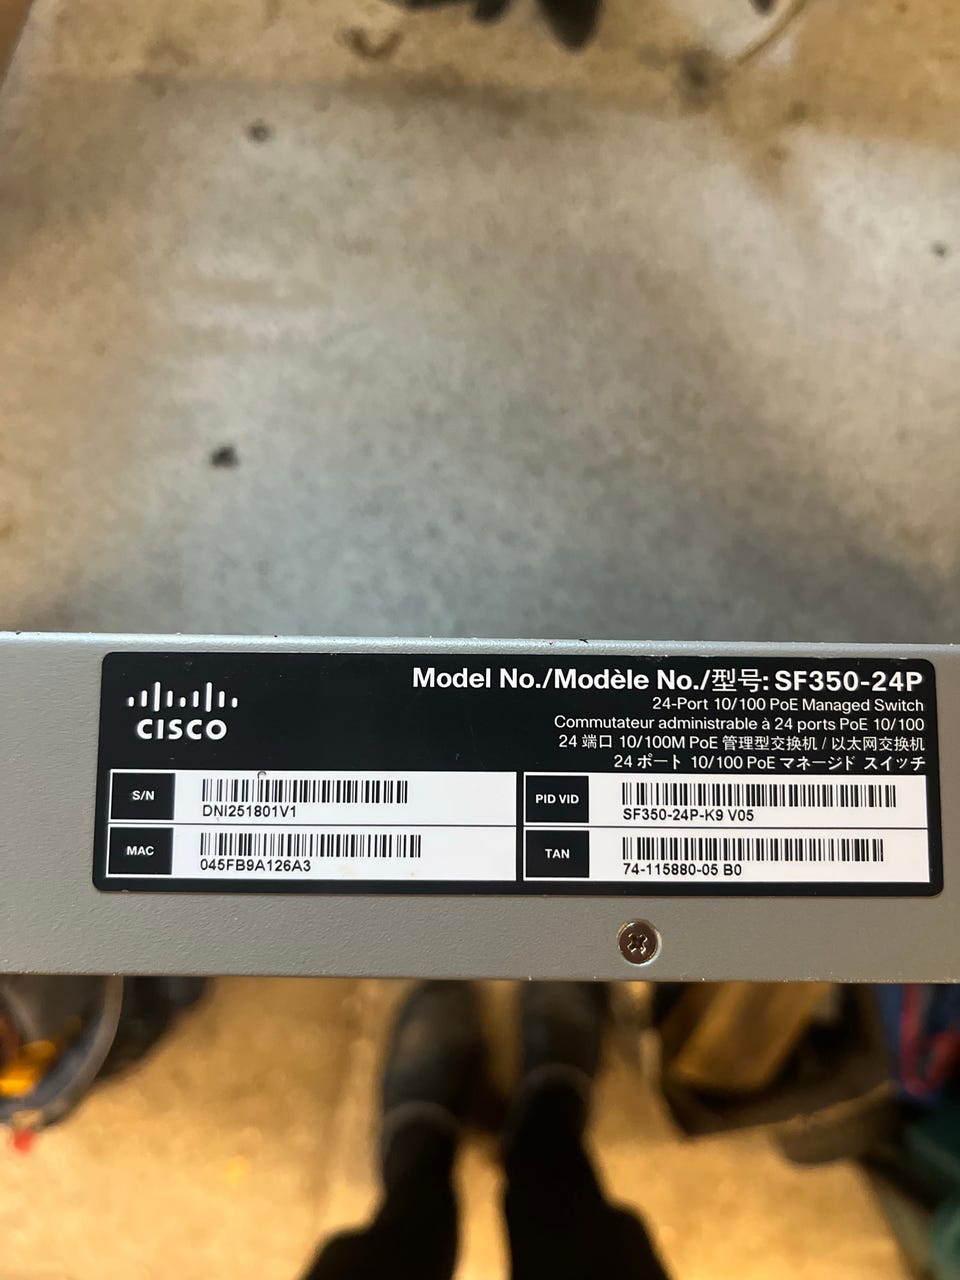 Model No./Modèle No./型号: SF350-24P
24-Port 10/100 PoE Managed Switch
Commutateur administrable à 24 ports PoE 10/100
24 端口 10/100M PoE 管理型交换机 / 以太网交换机
24 ポート 10/100 PoE マネージド スイッチ
CISCO
S/N
DNI251801V1
PID VID
SF350-24P-K9 V05
MAC
045FB9A126A3
TAN
74-115880-05 B0